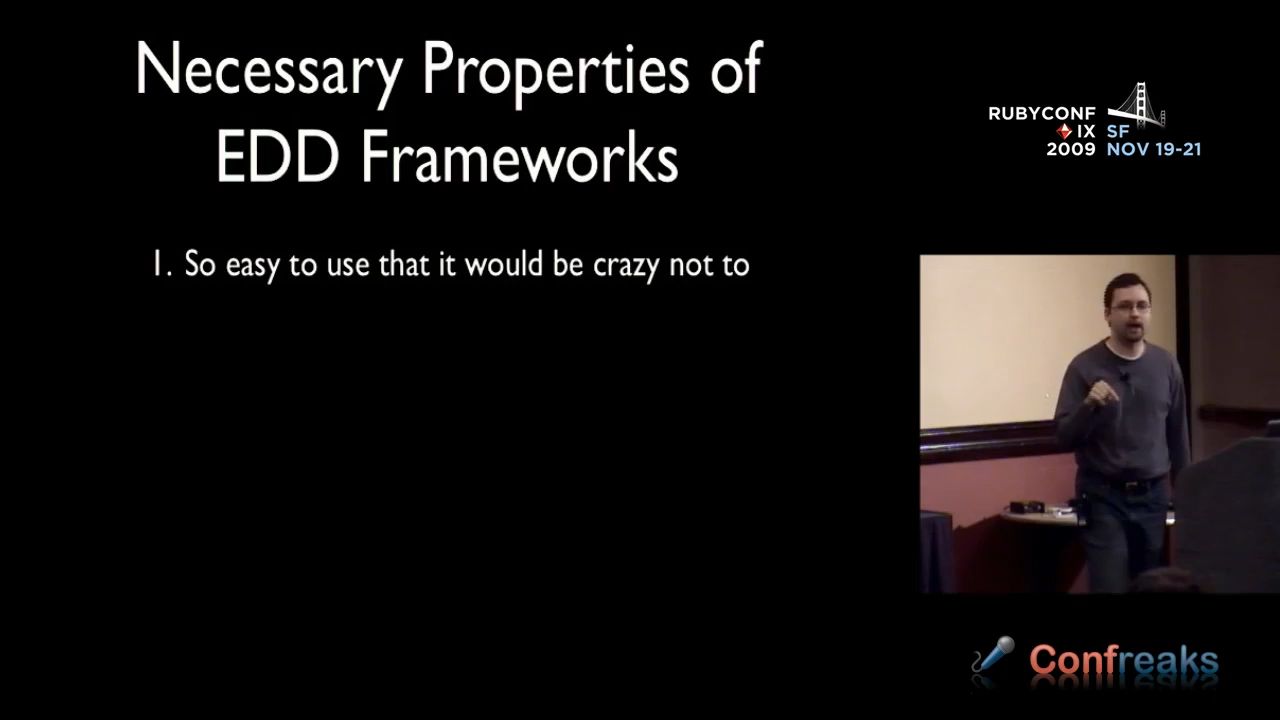 Necessary Properties of
EDD Frameworks
1. So easy to use that it would be crazy not to
RUBYCONF
IX SF
2009 NOV 19-21
Confreaks